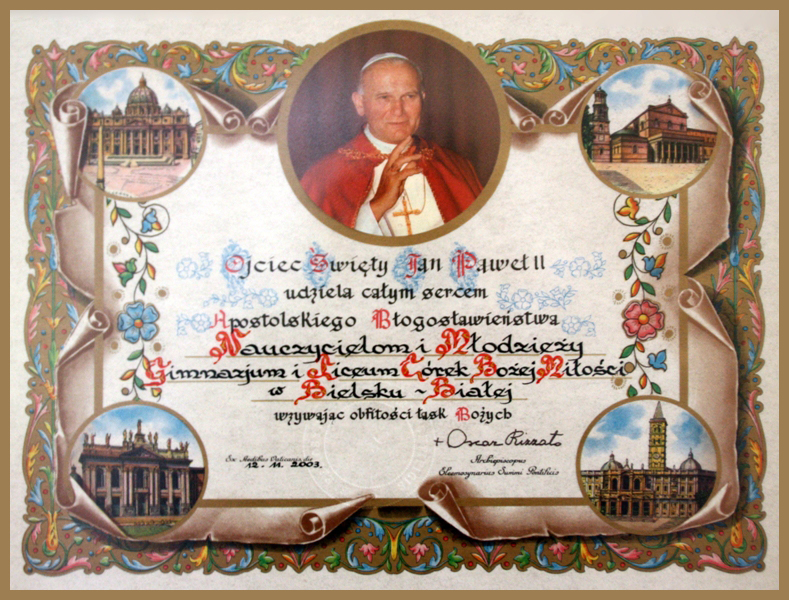 Ojciec Święty Jan Paweł II
udziela całym sercem
Apostolskiego Błogosławieństwa
Nauczycielom i Młodzieży
Gimnazjum i Liceum Córek Bożej Miłości
w Bielsku-Białej
wzywając obfitości łask Bożych
+ Oscar Rizzato
Archiepiscopus
Eleemosynarius Summi Pontificis
Ex Aedibus Vaticanis, die
12. 11. 2003.